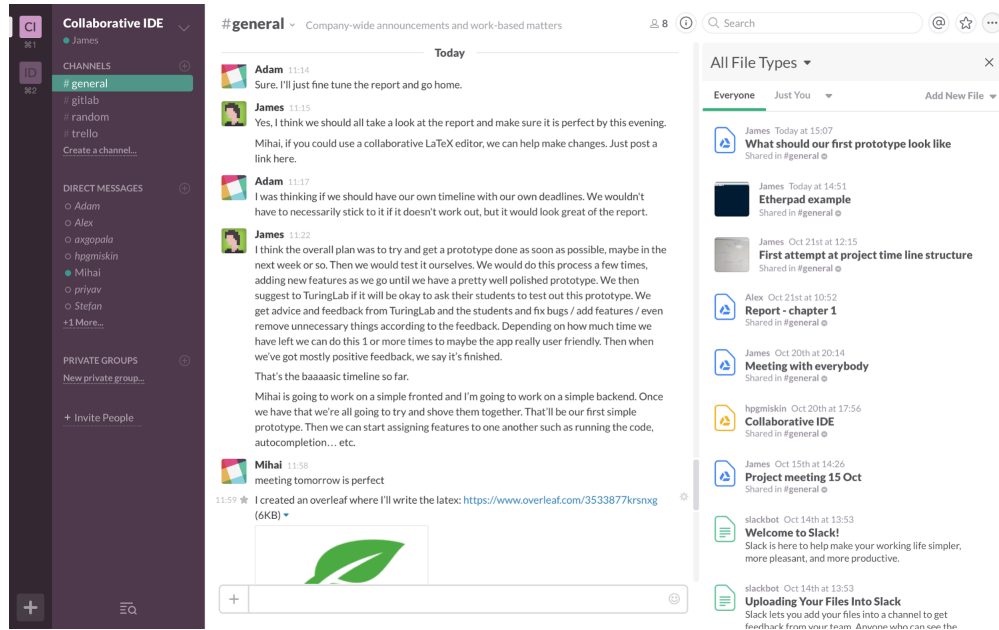 CI
⌘1
ID
⌘2
Collaborative IDE
James
CHANNELS
# general
# gitlab
# random
# trello
Create a channel...
DIRECT MESSAGES
Adam
Alex
axgopala
hpgmiskin
Mihai
priyav
Stefan
+1 More...
PRIVATE GROUPS
New private group...
+ Invite People
#general
Company-wide announcements and work-based matters
8
Search
Today
Adam 11:14
Sure. I'll just fine tune the report and go home.
James 11:15
Yes, I think we should all take a look at the report and make sure it is perfect by this evening.
Mihai, if you could use a collaborative LaTeX editor, we can help make changes. Just post a
link here.
Adam 11:17
I was thinking if we should have our own timeline with our own deadlines. We wouldn't
have to necessarily stick to it if it doesn't work out, but it would look great of the report.
James 11:22
I think the overall plan was to try and get a prototype done as soon as possible, maybe in the
next week or so. Then we would test it ourselves. We would do this process a few times,
adding new features as we go until we have a pretty well polished prototype. We then
suggest to TuringLab if it will be okay to ask their students to test out this prototype. We
get advice and feedback from TuringLab and the students and fix bugs / add features / even
remove unnecessary things according to the feedback. Depending on how much time we
have left we can do this 1 or more times to maybe the app really user friendly. Then when
we've got mostly positive feedback, we say it's finished.
That's the baaaasic timeline so far.
Mihai is going to work on a simple fronted and I'm going to work on a simple backend. Once
we have that we're all going to try and shove them together. That'll be our first simple
prototype. Then we can start assigning features to one another such as running the code,
autocompletion… etc.
Mihai 11:58
meeting tomorrow is perfect
11:59 I created an overleaf where I'll write the latex: https://www.overleaf.com/3533877krsnxg
(6KB)
All File Types
Everyone Just You Add New File
James Today at 15:07
What should our first prototype look like
Shared in #general
James Today at 14:51
Etherpad example
Shared in #general
James Oct 21st at 12:15
First attempt at project time line structure
Shared in #general
Alex Oct 21st at 10:52
Report - chapter 1
Shared in #general
James Oct 20th at 20:14
Meeting with everybody
Shared in #general
hpgmiskin Oct 20th at 17:56
Collaborative IDE
Shared in #general
James Oct 15th at 14:26
Project meeting 15 Oct
Shared in #general
slackbot Oct 14th at 13:53
Welcome to Slack!
Slack is here to help make your working life simpler,
more pleasant, and more productive.
slackbot Oct 14th at 13:53
Uploading Your Files Into Slack
Slack lets you add your files into a channel to get
feedback from your team. Anyone who can see the